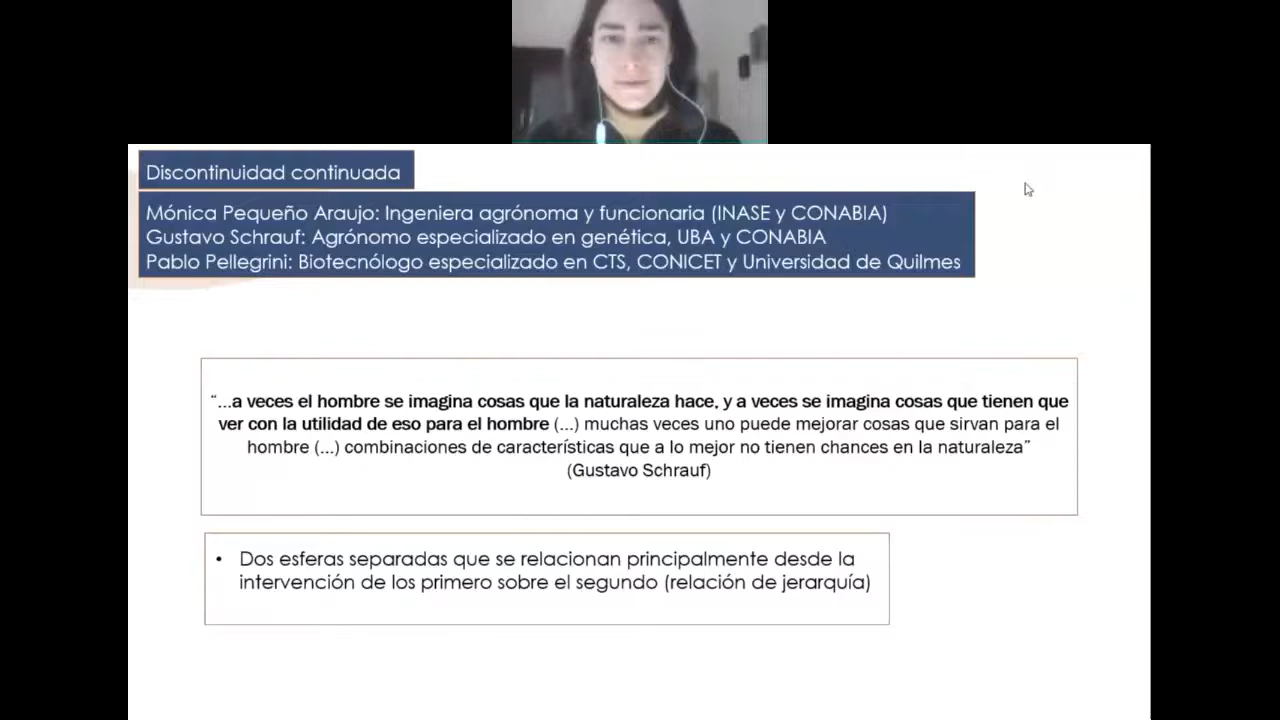 Discontinuidad continuada
Mónica Pequeño Araujo: Ingeniera agrónoma y funcionaria (INASE y CONABIA)
Gustavo Schrauf: Agrónomo especializado en genética, UBA y CONABIA
Pablo Pellegrini: Biotecnólogo especializado en CTS, CONICET y Universidad de Quilmes
“...a veces el hombre se imagina cosas que la naturaleza hace, y a veces se imagina cosas que tienen que
ver con la utilidad de eso para el hombre (...) muchas veces uno puede mejorar cosas que sirvan para el
hombre (...) combinaciones de características que a lo mejor no tienen chances en la naturaleza”
(Gustavo Schrauf)
• Dos esferas separadas que se relacionan principalmente desde la
intervención de los primero sobre el segundo (relación de jerarquía)